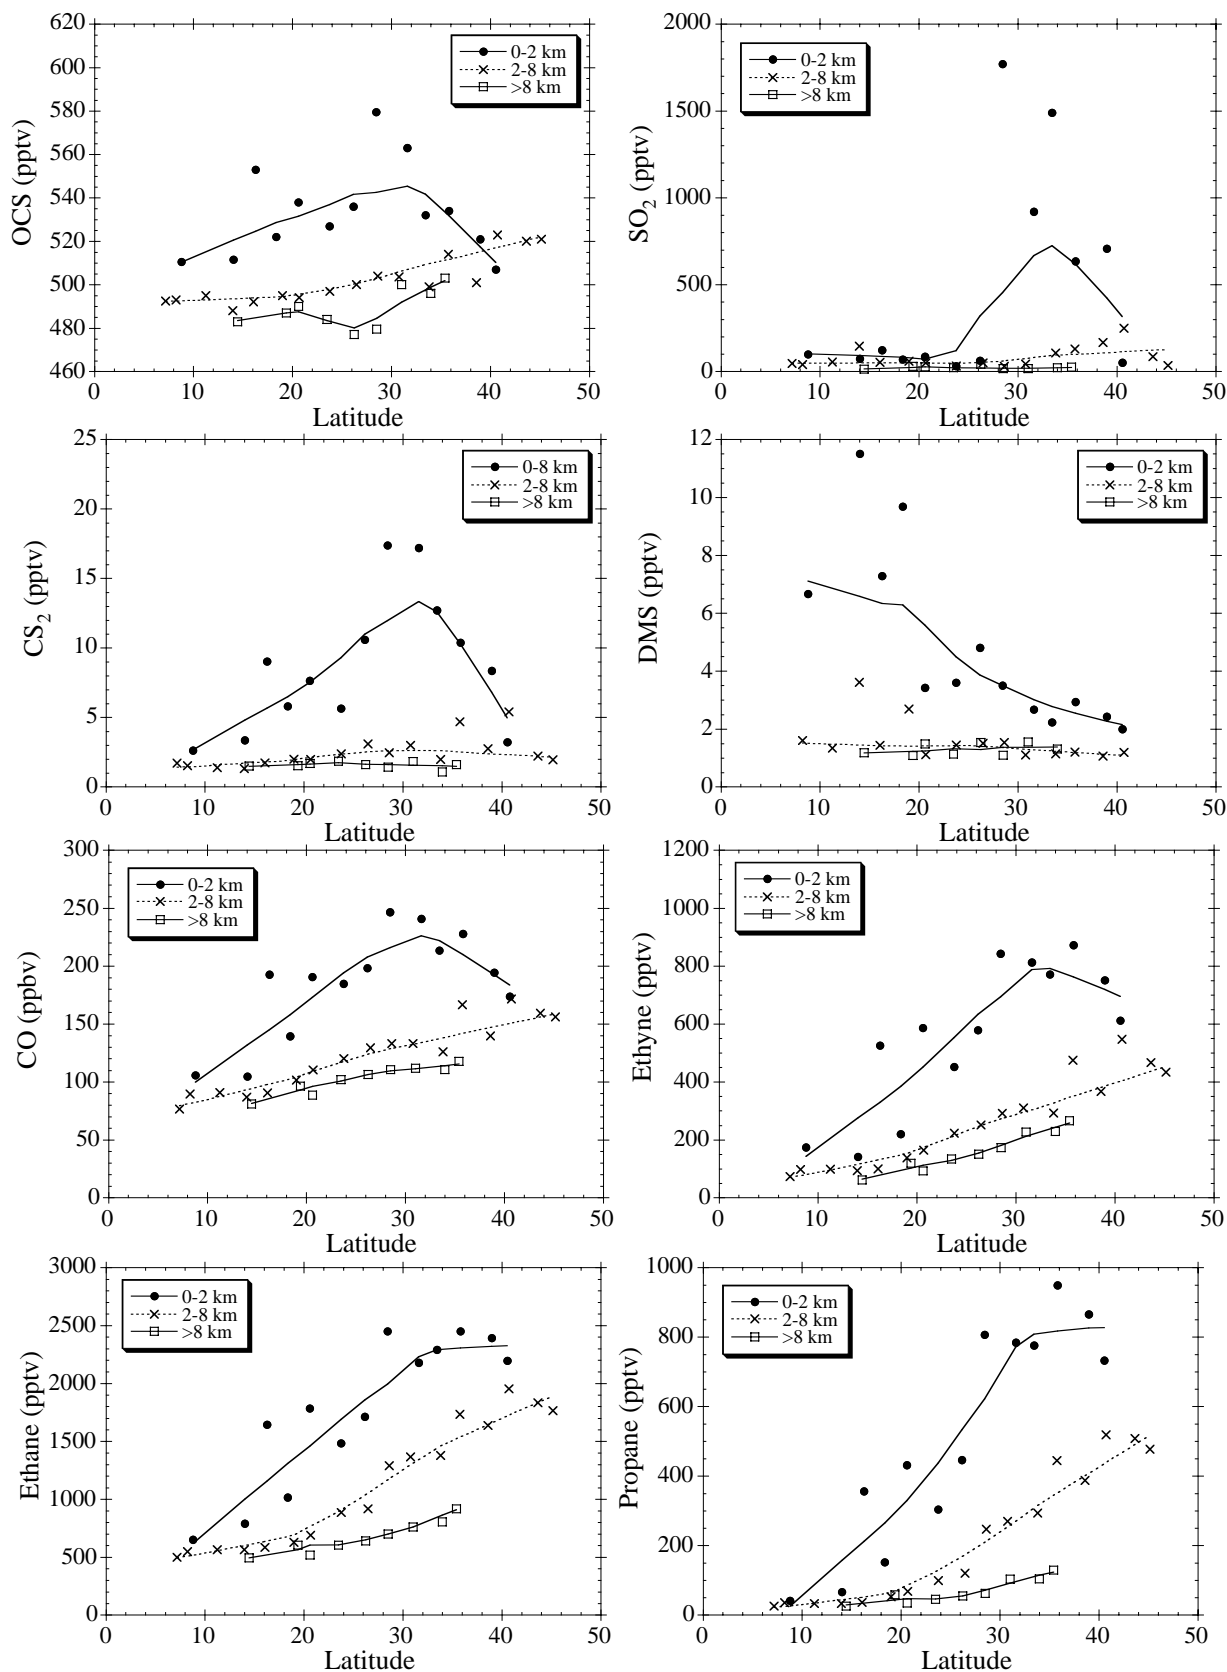 OCS (pptv)
620
600
580
560
540
520
500
480
460
0-2 km
2-8 km
>8 km
0 10 20 30 40 50
Latitude
SO2 (pptv)
2000
1500
1000
500
0
0-2 km
2-8 km
>8 km
0 10 20 30 40 50
Latitude
CS2 (pptv)
25
20
15
10
5
0
0-8 km
2-8 km
>8 km
0 10 20 30 40 50
Latitude
DMS (pptv)
12
10
8
6
4
2
0
0-2 km
2-8 km
>8 km
0 10 20 30 40 50
Latitude
CO (ppbv)
300
250
200
150
100
50
0
0-2 km
2-8 km
>8 km
0 10 20 30 40 50
Latitude
Ethyne (pptv)
1200
1000
800
600
400
200
0
0-2 km
2-8 km
>8 km
0 10 20 30 40 50
Latitude
Ethane (pptv)
3000
2500
2000
1500
1000
500
0
0-2 km
2-8 km
>8 km
0 10 20 30 40 50
Latitude
Propane (pptv)
1000
800
600
400
200
0
0-2 km
2-8 km
>8 km
0 10 20 30 40 50
Latitude